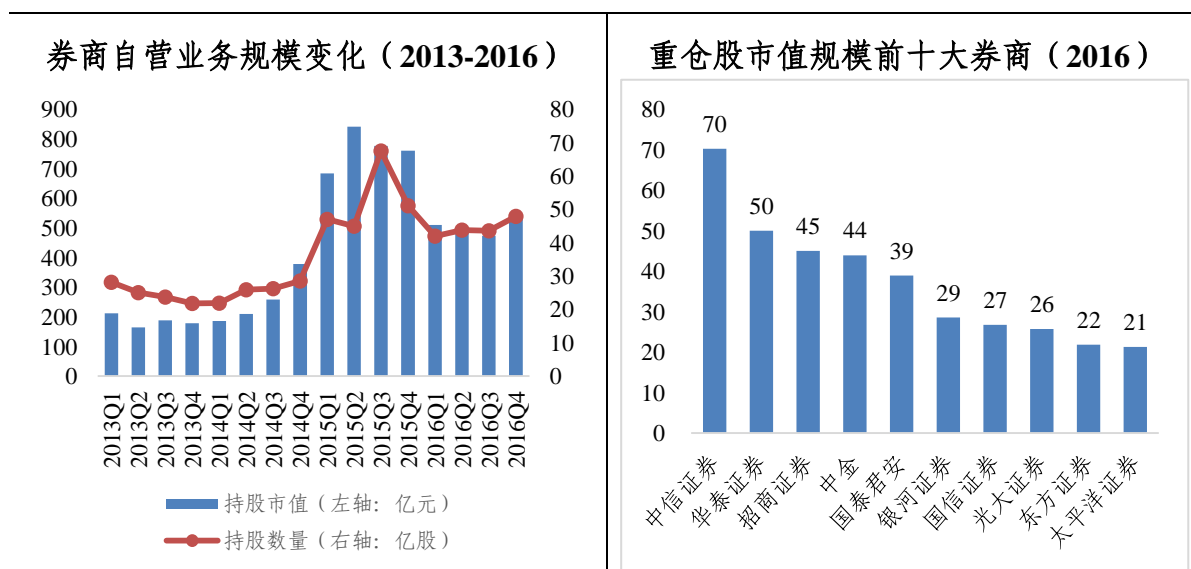 券商自营业务规模变化（2013-2016）
900
800
700
600
500
400
300
200
100
0
80
70
60
50
40
30
20
10
0
2013Q1
2013Q2
2013Q3
2013Q4
2014Q1
2014Q2
2014Q3
2014Q4
2015Q1
2015Q2
2015Q3
2015Q4
2016Q1
2016Q2
2016Q3
2016Q4
持股市值（左轴：亿元）
持股数量（右轴：亿股）
重仓股市值规模前十大券商（2016）
80
70
60
50
40
30
20
10
0
70
50
45
44
39
29
27
26
22
21
中信证券
华泰证券
招商证券
中金
国泰君安
银河证券
国信证券
光大证券
东方证券
太平洋证券